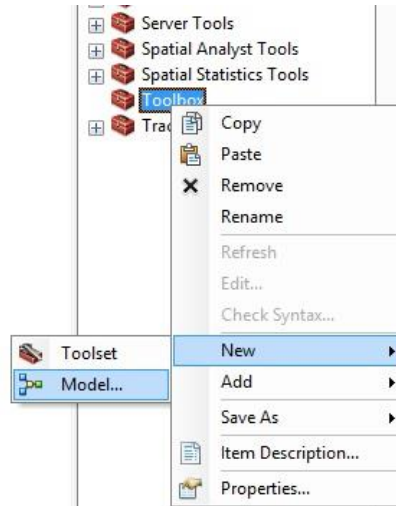 Server Tools
Spatial Analyst Tools
Spatial Statistics Tools
Toolbox
Trac
Copy
Paste
Remove
Rename
Refresh
Edit...
Check Syntax...
New
Toolset
Model...
Add
Save As
Item Description...
Properties...